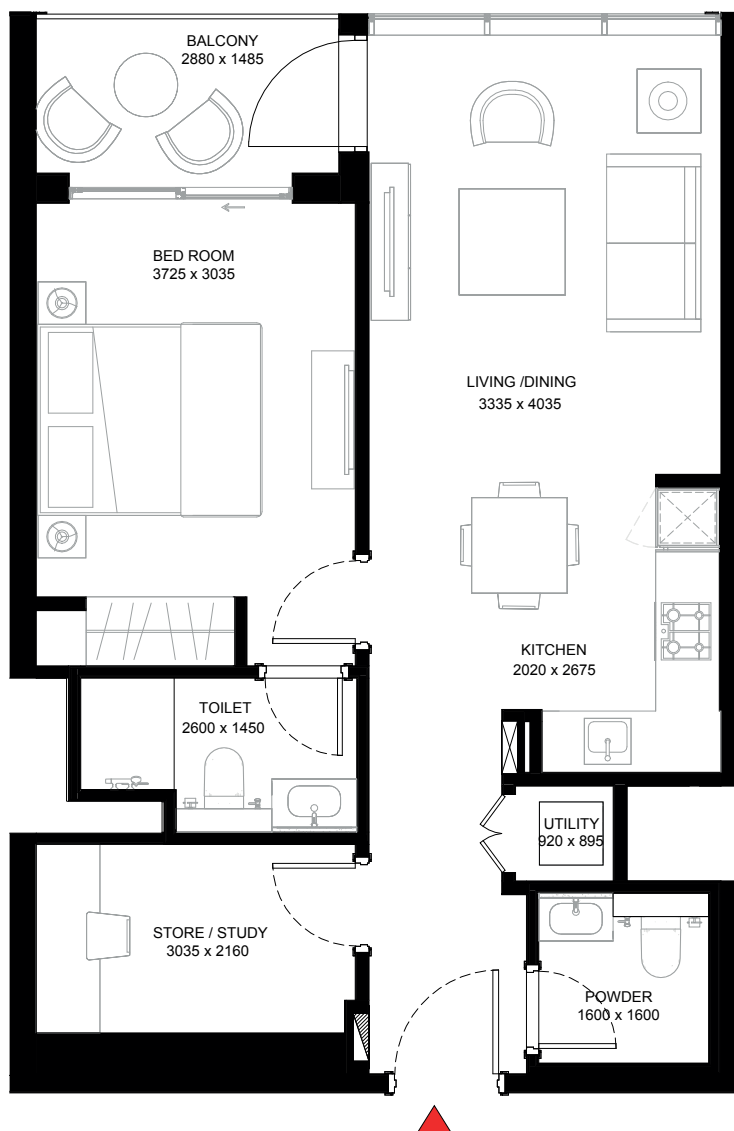 BALCONY
2880 x 1485
BED ROOM
3725 x 3035
LIVING /DINING
3335 x 4035
KITCHEN
2020 x 2675
TOILET
2600 x 1450
UTILITY
920 x 895
STORE / STUDY
3035 x 2160
POWDER
1600 x 1600